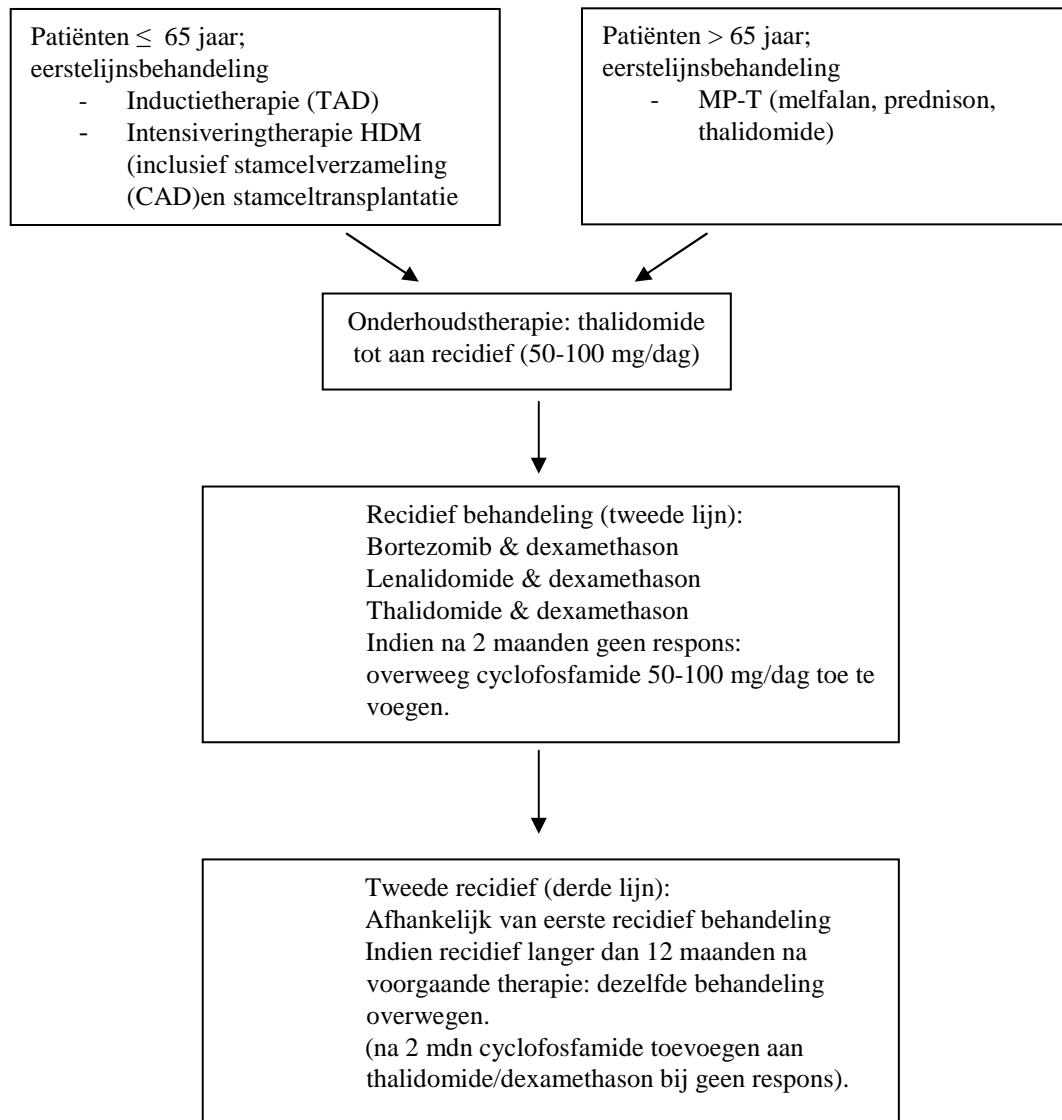 Patiënten ≤ 65 jaar;
eerstelijnsbehandeling
- Inductietherapie (TAD)
- Intensiveringtherapie HDM
(inclusief stamcelverzameling
(CAD)en stamceltransplantatie
Patiënten > 65 jaar;
eerstelijnsbehandeling
- MP-T (melfalan, prednison,
thalidomide)
Onderhoudstherapie: thalidomide
tot aan recidief (50-100 mg/dag)
Recidief behandeling (tweede lijn):
Bortezomib & dexamethason
Lenalidomide & dexamethason
Thalidomide & dexamethason
Indien na 2 maanden geen respons:
overweeg cyclofosfamide 50-100 mg/dag toe te
voegen.
Tweede recidief (derde lijn):
Afhankelijk van eerste recidief behandeling
Indien recidief langer dan 12 maanden na
voorgaande therapie: dezelfde behandeling
overwegen.
(na 2 mdn cyclofosfamide toevoegen aan
thalidomide/dexamethason bij geen respons).